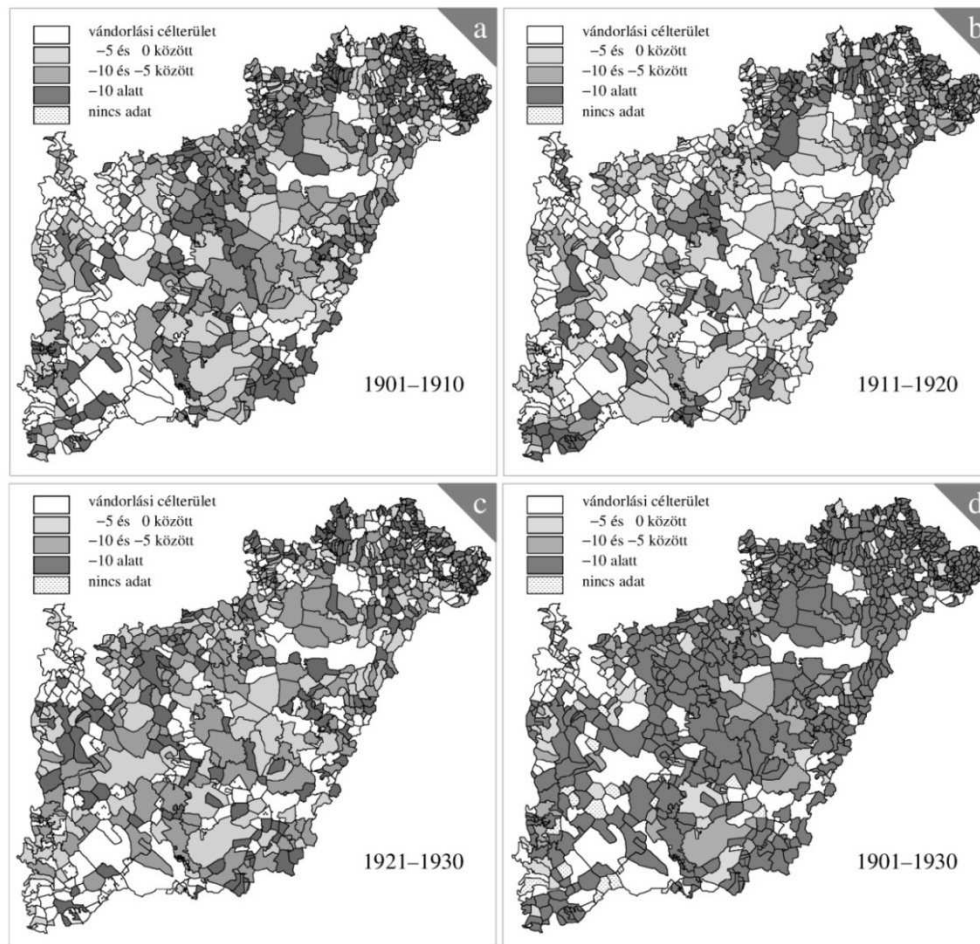 a
vándorlási célterület
−5 és 0 között
−10 és −5 között
−10 alatt
nincs adat
1901–1910
b
vándorlási célterület
−5 és 0 között
−10 és −5 között
−10 alatt
nincs adat
1911–1920
c
vándorlási célterület
−5 és 0 között
−10 és −5 között
−10 alatt
nincs adat
1921–1930
d
vándorlási célterület
−5 és 0 között
−10 és −5 között
−10 alatt
nincs adat
1901–1930